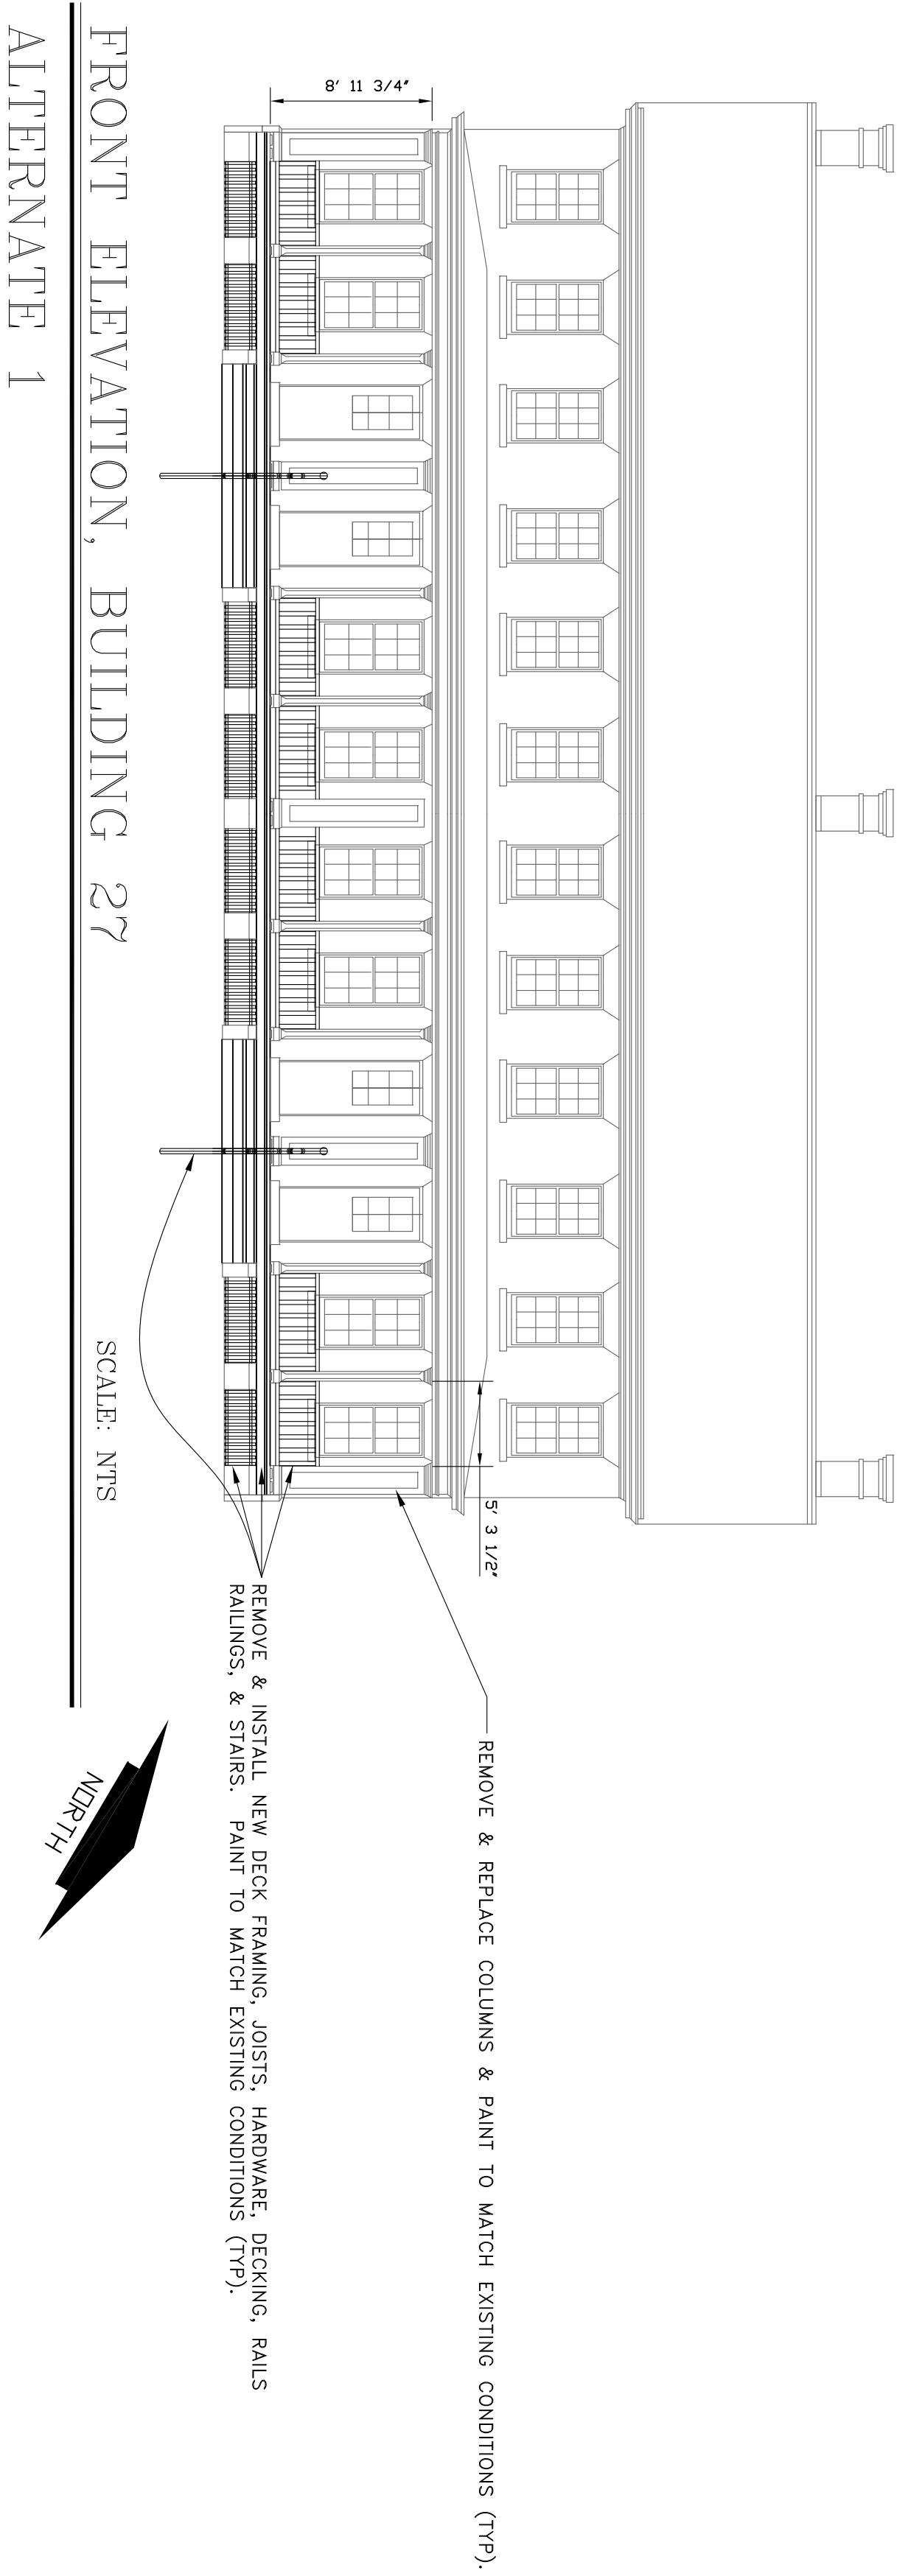 8' 11 3/4"
5' 3 1/2"
REMOVE & REPLACE COLUMNS & PAINT TO MATCH EXISTING CONDITIONS (TYP).
REMOVE & INSTALL NEW DECK FRAMING, JOISTS, HARDWARE, DECKING, RAILS
RAILINGS, & STAIRS. PAINT TO MATCH EXISTING CONDITIONS (TYP).
FRONT ELEVATION, BUILDING 27
SCALE: NTS
ALTERNATE 1
NORTH